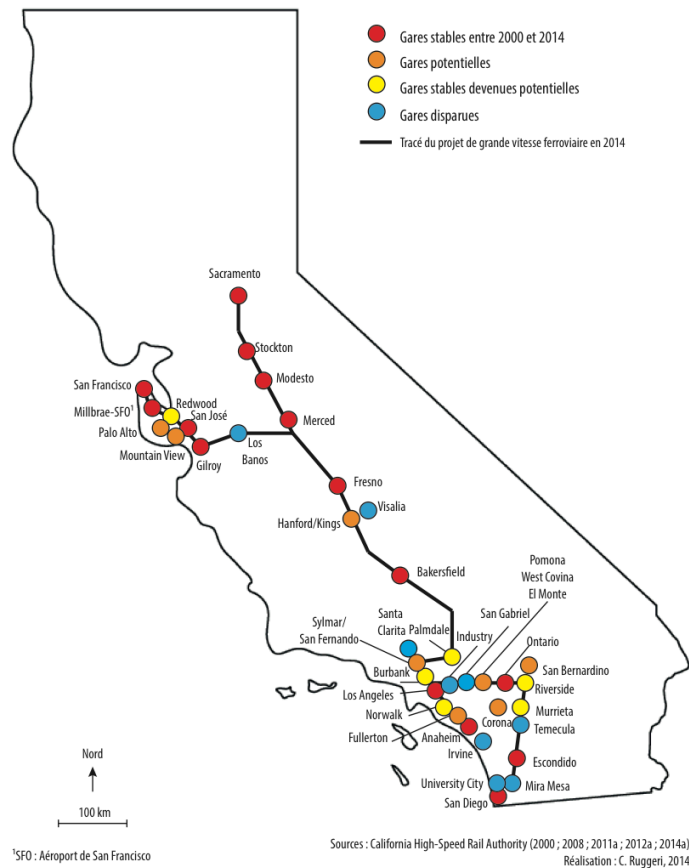 Gares stables entre 2000 et 2014
Gares potentielles
Gares stables devenues potentielles
Gares disparues
Tracé du projet de grande vitesse ferroviaire en 2014
Sacramento
Stockton
Modesto
San Francisco
Redwood
Millbrae-SFO¹
San José
Merced
Palo Alto
Los
Banos
Mountain View
Gilroy
Fresno
Visalia
Hanford/Kings
Bakersfield
Pomona
West Covina
El Monte
San Gabriel
Santa
Clarita
Palmdale
Industry
Ontario
Sylmar/
San Fernando
San Bernardino
Burbank
Riverside
Los Angeles
Murrieta
Norwalk
Corona
Temecula
Fullerton
Anaheim
Irvine
Escondido
University City
Mira Mesa
San Diego
Nord
100 km
¹SFO : Aéroport de San Francisco
Sources : California High-Speed Rail Authority (2000 ; 2008 ; 2011a ; 2012a ; 2014a)
Réalisation : C. Ruggeri, 2014